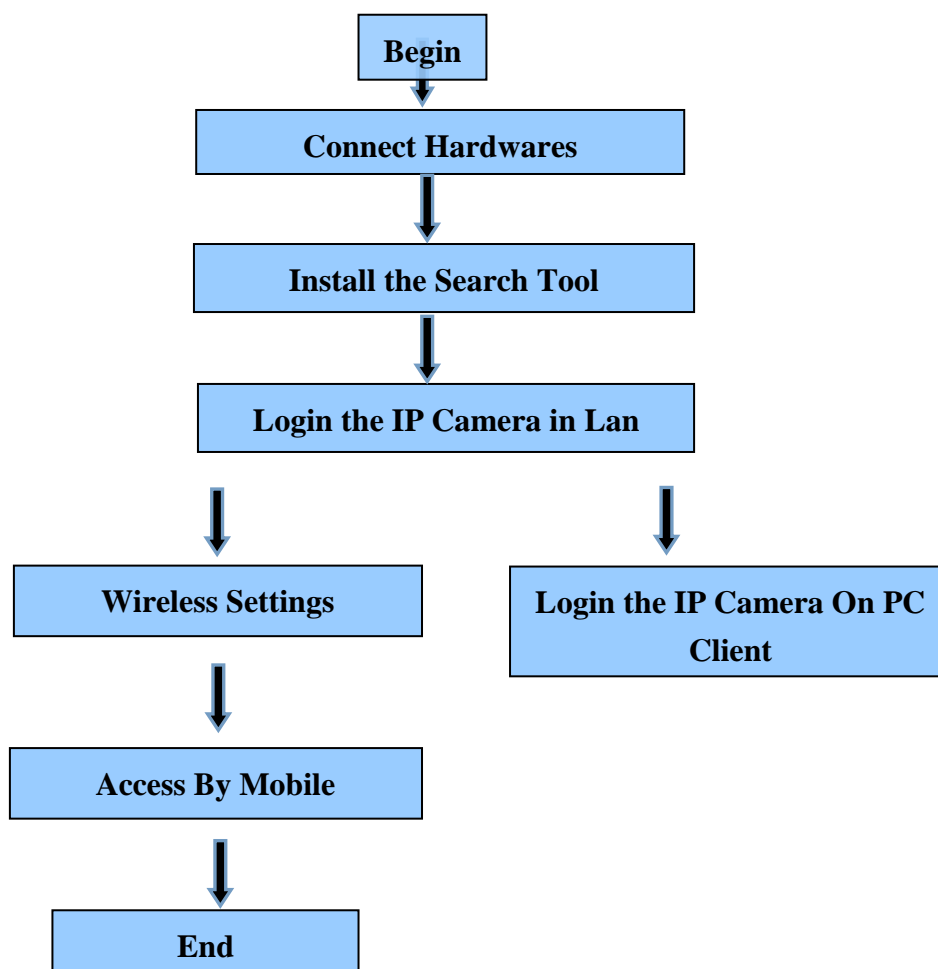 Begin
Connect Hardwares
Install the Search Tool
Login the IP Camera in Lan
Wireless Settings
Login the IP Camera On PC
Client
Access By Mobile
End